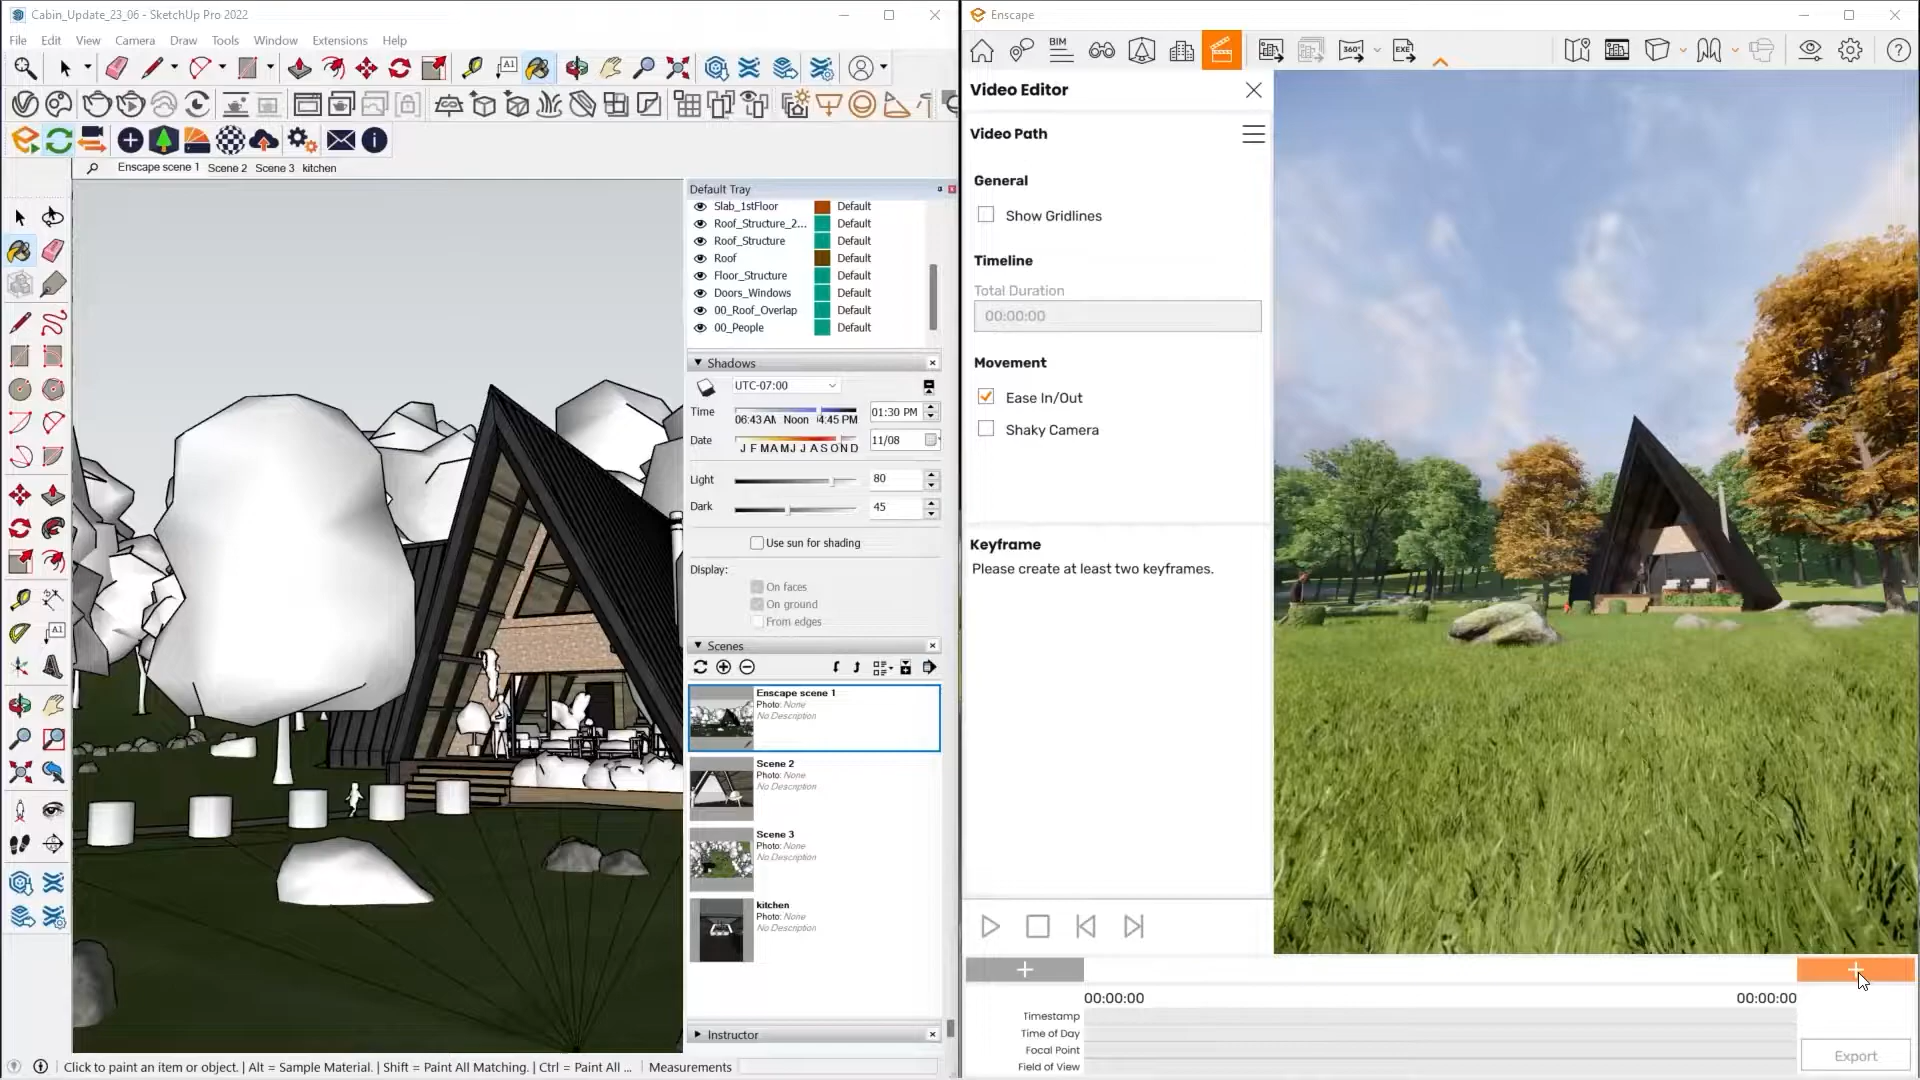 Cabin_Update_23_06 - SketchUp Pro 2022
File Edit View Camera Draw Tools Window Extensions Help
Enscape scene 1 Scene 2 Scene 3 kitchen
Default Tray
Slab_1stFloor Default
Roof_Structure_2... Default
Roof_Structure Default
Roof Default
Floor_Structure Default
Doors_Windows Default
00_Roof_Overlap Default
00_People Default
Shadows
UTC-07:00
Time 01:30 PM
06:43 AM Noon 4:45 PM
Date 11/08
J F M A M J J A S O N D
Light 80
Dark 45
Use sun for shading
Display:
On faces
On ground
From edges
Scenes
Enscape scene 1
Photo: None
No Description
Scene 2
Photo: None
No Description
Scene 3
Photo: None
No Description
kitchen
Photo: None
No Description
Instructor
Click to paint an item or object. | Alt = Sample Material. | Shift = Paint All Matching. | Ctrl = Paint All ... Measurements
Enscape
BIM
360°
EXE
Video Editor
Video Path
General
Show Gridlines
Timeline
Total Duration
00:00:00
Movement
Ease In/Out
Shaky Camera
Keyframe
Please create at least two keyframes.
00:00:00 00:00:00
Timestamp
Time of Day
Focal Point
Field of View
Export